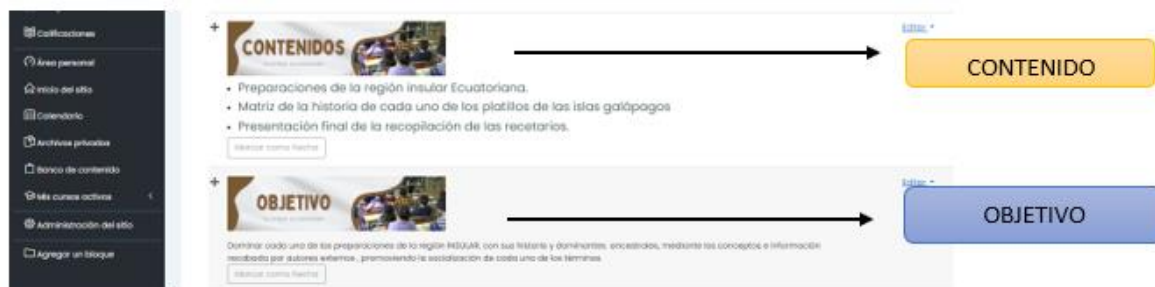 Calificaciones
Área personal
Inicio del sitio
Calendario
Archivos privados
Banco de contenido
Mis cursos activos
Administración del sitio
Agregar un bloque
Editar
CONTENIDOS
CONTENIDO
• Preparaciones de la región insular Ecuatoriana.
• Matriz de la historia de cada uno de los platillos de las islas galápagos
• Presentación final de la recopilación de las recetarios.
Marcar como hecha
Editar
OBJETIVO
OBJETIVO
Dominar cada una de las preparaciones de la región INSULAR, con sus historia y dominantes, ancestrales, mediante los conceptos e información
recabada por autores externos , promoviendo la socialización de cada uno de los términos
Marcar como hecha